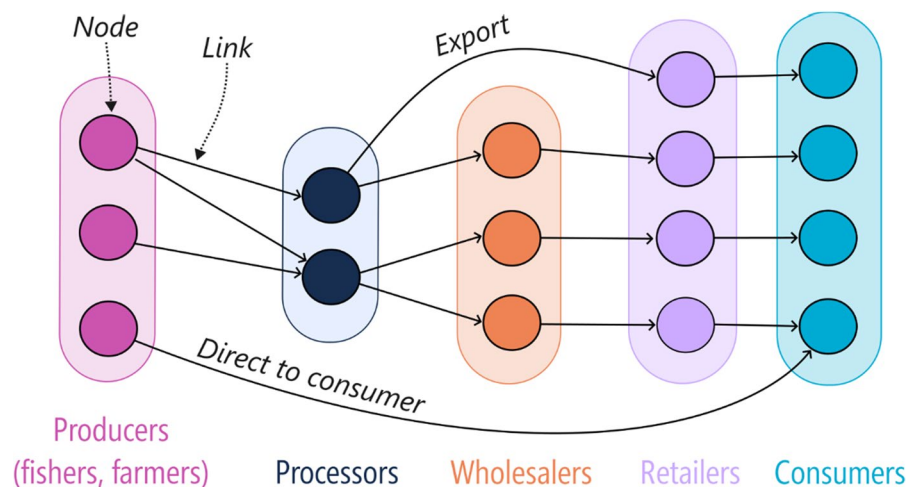 Node
Link
Export
Direct to consumer
Producers
(fishers, farmers)
Processors
Wholesalers
Retailers
Consumers